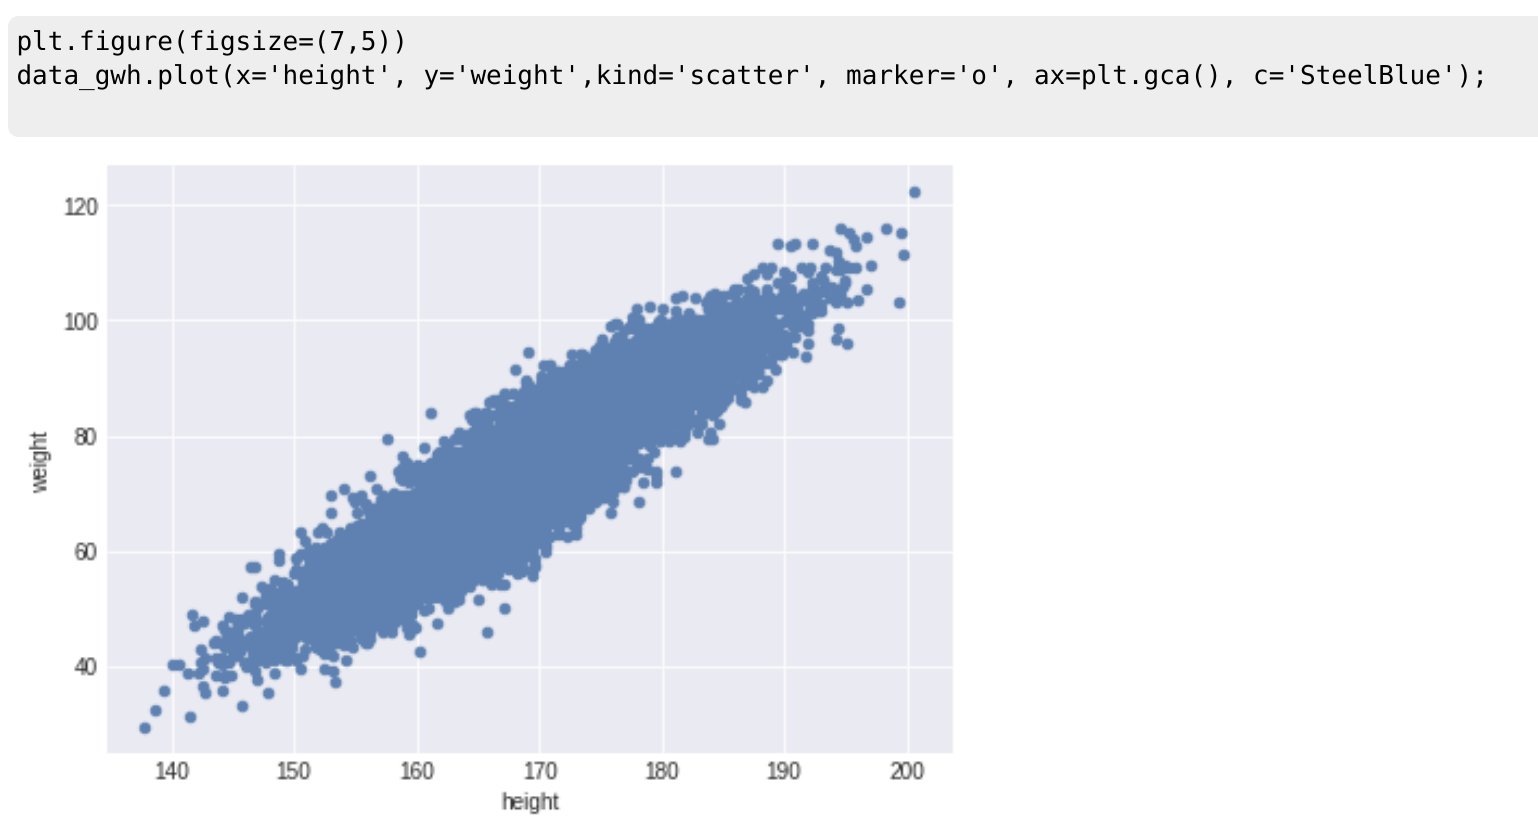 plt.figure(figsize=(7,5))
data_gwh.plot(x='height', y='weight',kind='scatter', marker='o', ax=plt.gca(), c='SteelBlue');
120
100
80
60
40
weight
140 150 160 170 180 190 200
height